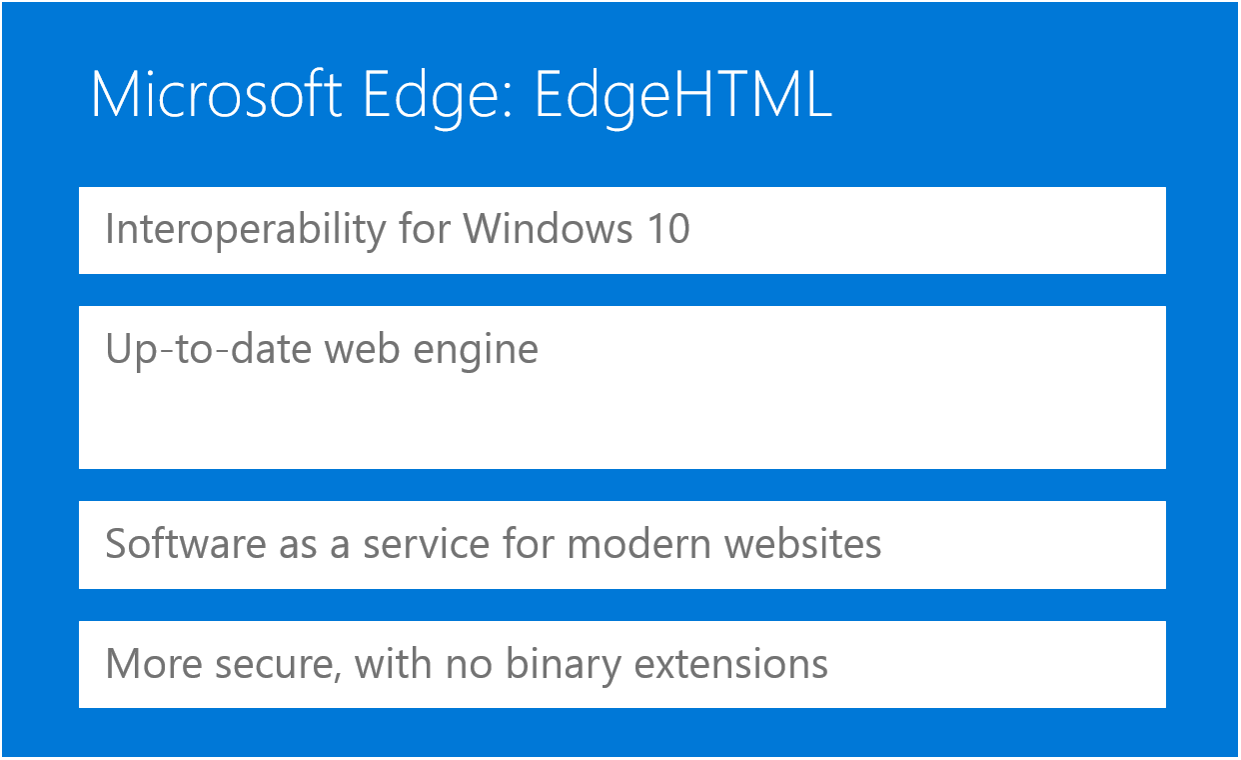 Microsoft Edge: EdgeHTML
Interoperability for Windows 10
Up-to-date web engine
Software as a service for modern websites
More secure, with no binary extensions